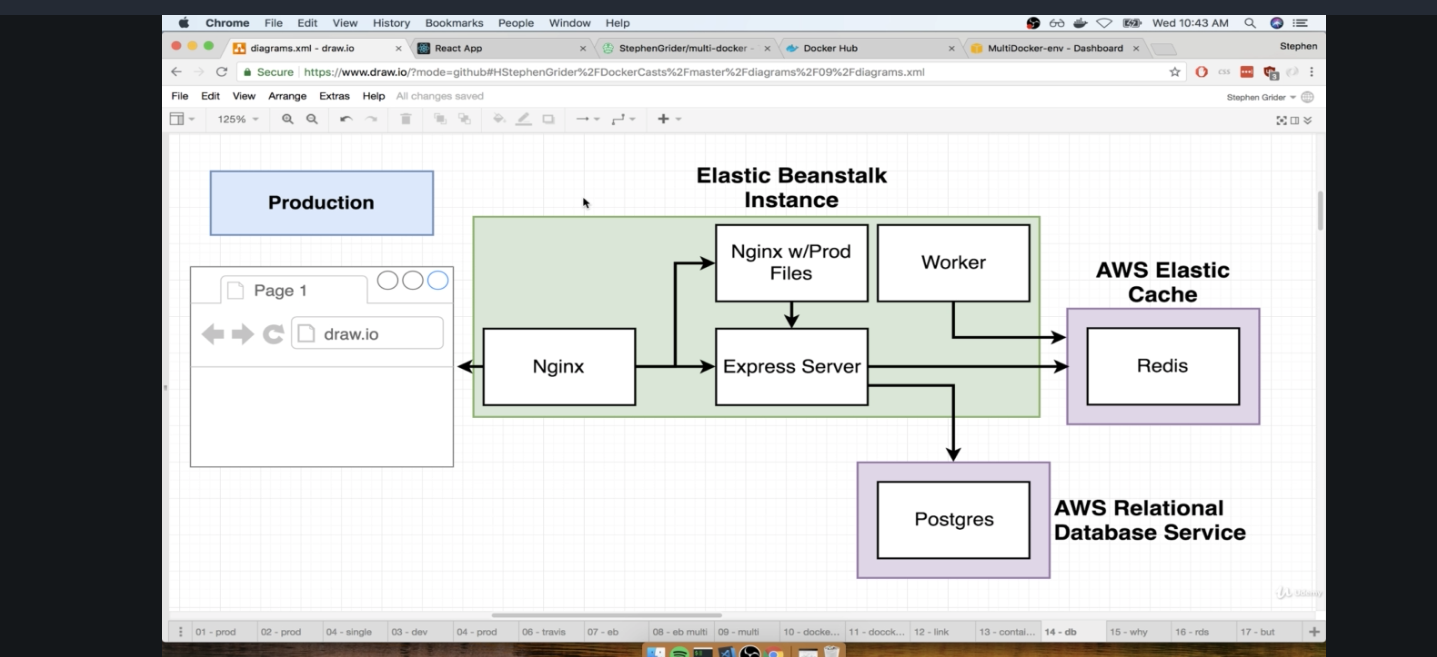 Chrome File Edit View History Bookmarks People Window Help
Wed 10:43 AM
diagrams.xml - draw.io
React App
StephenGrider/multi-docker -
Docker Hub
MultiDocker-env - Dashboard
Stephen
Secure https://www.draw.io/?mode=github#HStephenGrider%2FDockerCasts%2Fmaster%2Fdiagrams%2F09%2Fdiagrams.xml
css
File Edit View Arrange Extras Help All changes saved
Stephen Grider
125%
Production
Elastic Beanstalk
Instance
Page 1
draw.io
Nginx
Nginx w/Prod
Files
Worker
Express Server
AWS Elastic
Cache
Redis
Postgres
AWS Relational
Database Service
Udemy
01 - prod 02 - prod 04 - single 03 - dev 04 - prod 06 - travis 07 - eb 08 - eb multi 09 - multi 10 - docke... 11 - docck... 12 - link 13 - contai... 14 - db 15 - why 16 - rds 17 - but